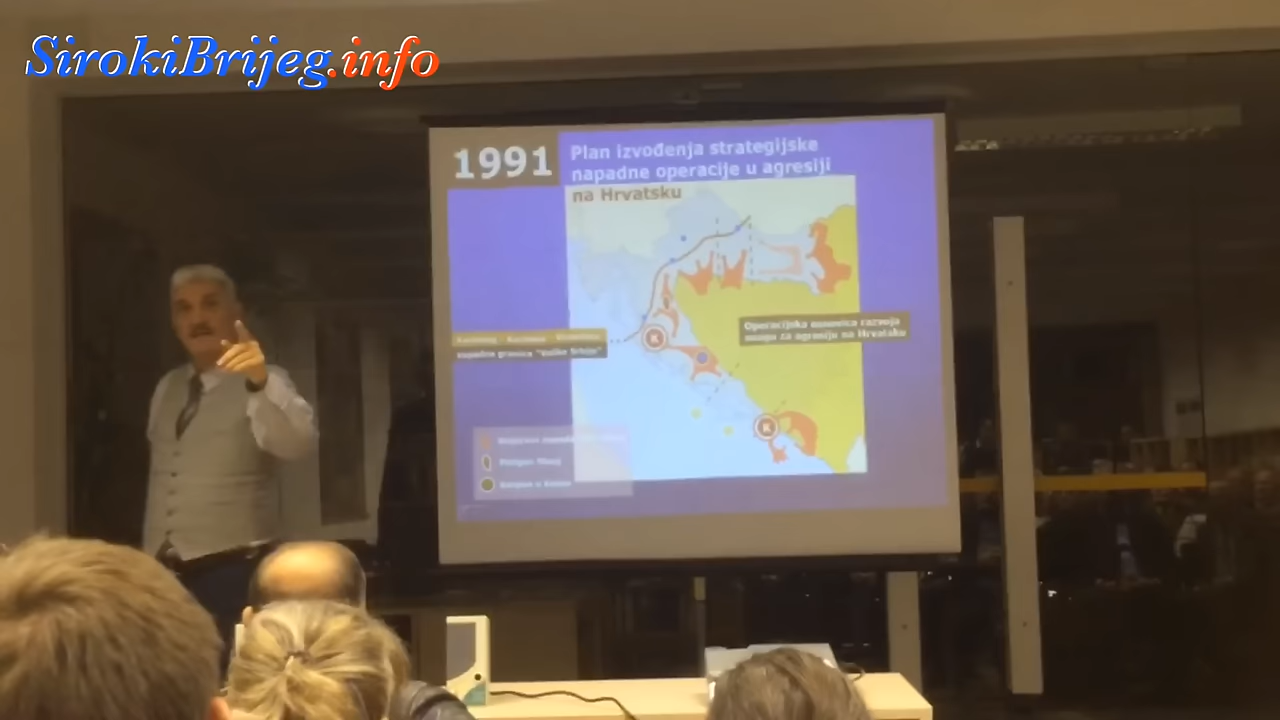 SirokiBrijeg.info
1991
Plan izvođenja strategijske
napadne operacije u agresiji
na Hrvatsku
Operacijska osnovica razvoja
snaga za agresiju na Hrvatsku
zapadna granica "Velike Srbije"
K
K